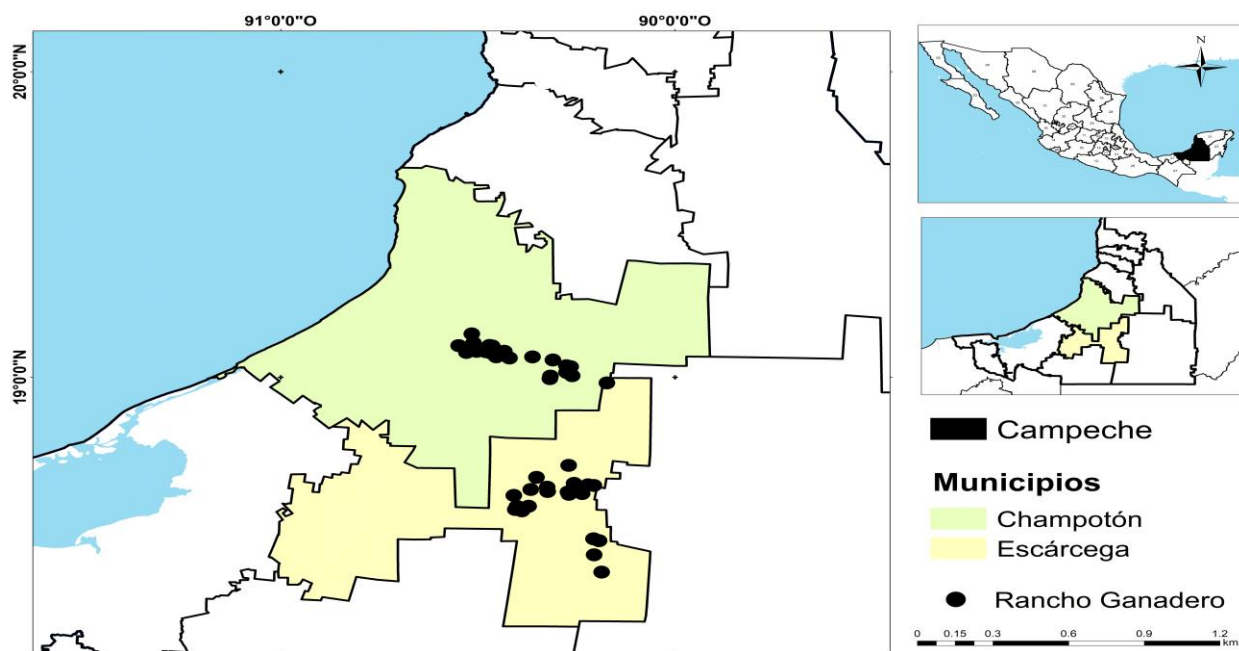 91°0'0"O 90°0'0"O
20°0'0"N
19°0'0"N
N
Campeche
Municipios
Champotón
Escárcega
Rancho Ganadero
0 0.15 0.3 0.6 0.9 1.2
km